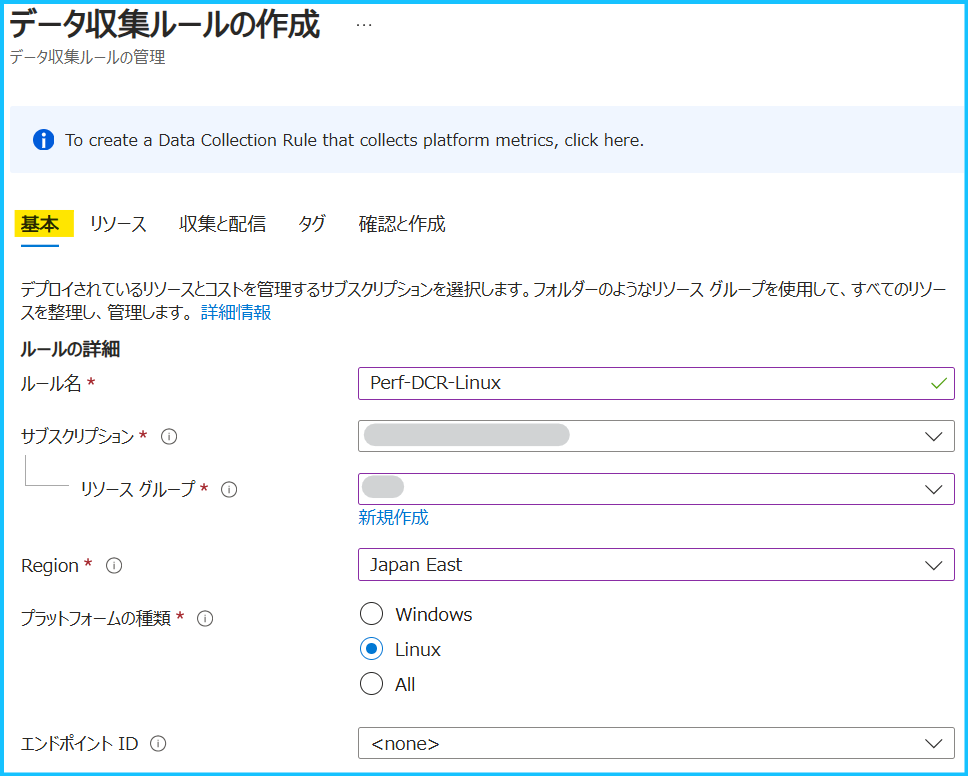 データ収集ルールの作成 ...
データ収集ルールの管理
To create a Data Collection Rule that collects platform metrics, click here.
基本 リソース 収集と配信 タグ 確認と作成
デプロイされているリソースとコストを管理するサブスクリプションを選択します。フォルダーのようなリソース グループを使用して、すべてのリソー
スを整理し、管理します。 詳細情報
ルールの詳細
ルール名 * Perf-DCR-Linux
サブスクリプション *
リソース グループ *
新規作成
Region * Japan East
プラットフォームの種類 * Windows
Linux
All
エンドポイント ID <none>